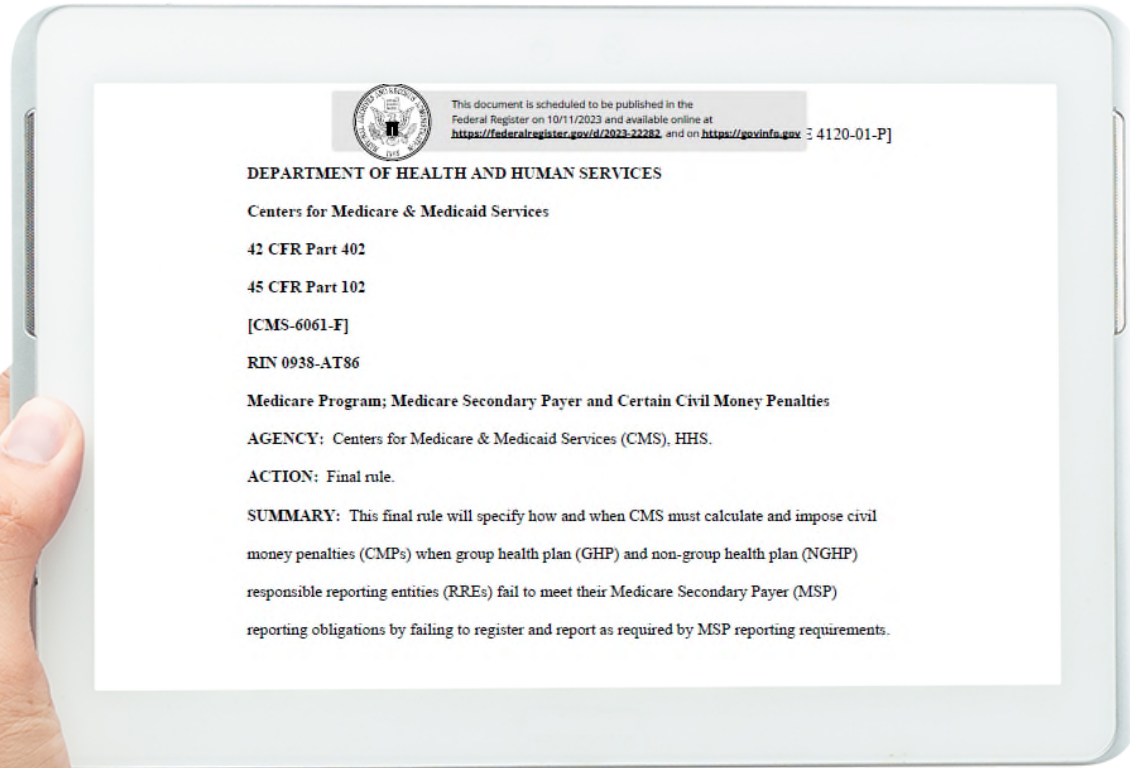 This document is scheduled to be published in the
Federal Register on 10/11/2023 and available online at
https://federalregister.gov/d/2023-22282, and on https://govinfo.gov
4120-01-P]
DEPARTMENT OF HEALTH AND HUMAN SERVICES
Centers for Medicare & Medicaid Services
42 CFR Part 402
45 CFR Part 102
[CMS-6061-F]
RIN 0938-AT86
Medicare Program; Medicare Secondary Payer and Certain Civil Money Penalties
AGENCY: Centers for Medicare & Medicaid Services (CMS), HHS.
ACTION: Final rule.
SUMMARY: This final rule will specify how and when CMS must calculate and impose civil
money penalties (CMPs) when group health plan (GHP) and non-group health plan (NGHP)
responsible reporting entities (RREs) fail to meet their Medicare Secondary Payer (MSP)
reporting obligations by failing to register and report as required by MSP reporting requirements.